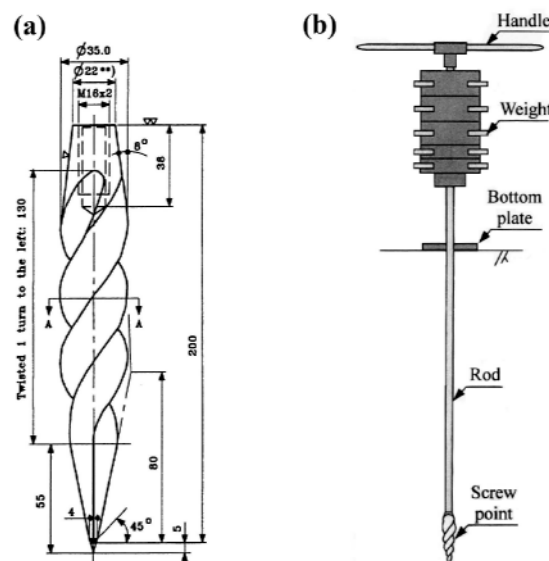 (a)
Ø35.0
Ø22**)
M16x2
8°
38
Twisted 1 turn to the left: 130
A
A
200
80
55
4
45°
5
(b)
Handle
Weight
Bottom
plate
Rod
Screw
point